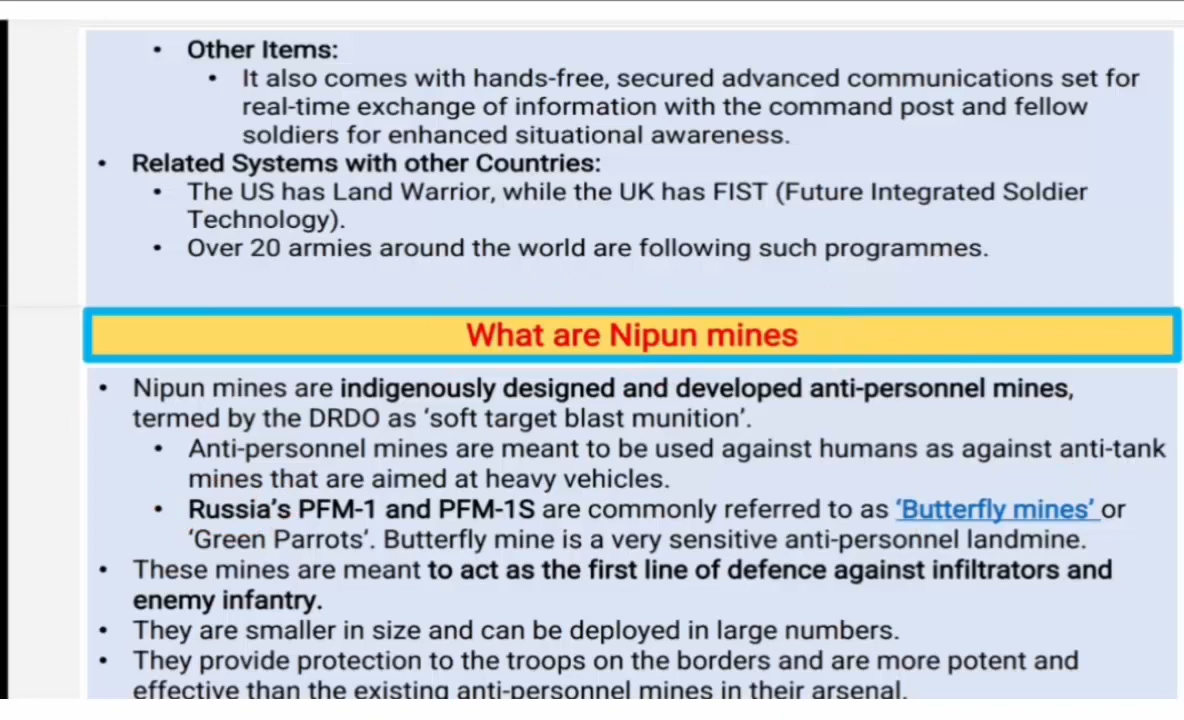 • Other Items:
• It also comes with hands-free, secured advanced communications set for
real-time exchange of information with the command post and fellow
soldiers for enhanced situational awareness.
• Related Systems with other Countries:
• The US has Land Warrior, while the UK has FIST (Future Integrated Soldier
Technology).
• Over 20 armies around the world are following such programmes.
What are Nipun mines
• Nipun mines are indigenously designed and developed anti-personnel mines,
termed by the DRDO as ‘soft target blast munition’.
• Anti-personnel mines are meant to be used against humans as against anti-tank
mines that are aimed at heavy vehicles.
• Russia’s PFM-1 and PFM-1S are commonly referred to as ‘Butterfly mines’ or
‘Green Parrots’. Butterfly mine is a very sensitive anti-personnel landmine.
• These mines are meant to act as the first line of defence against infiltrators and
enemy infantry.
• They are smaller in size and can be deployed in large numbers.
• They provide protection to the troops on the borders and are more potent and
effective than the existing anti-personnel mines in their arsenal.